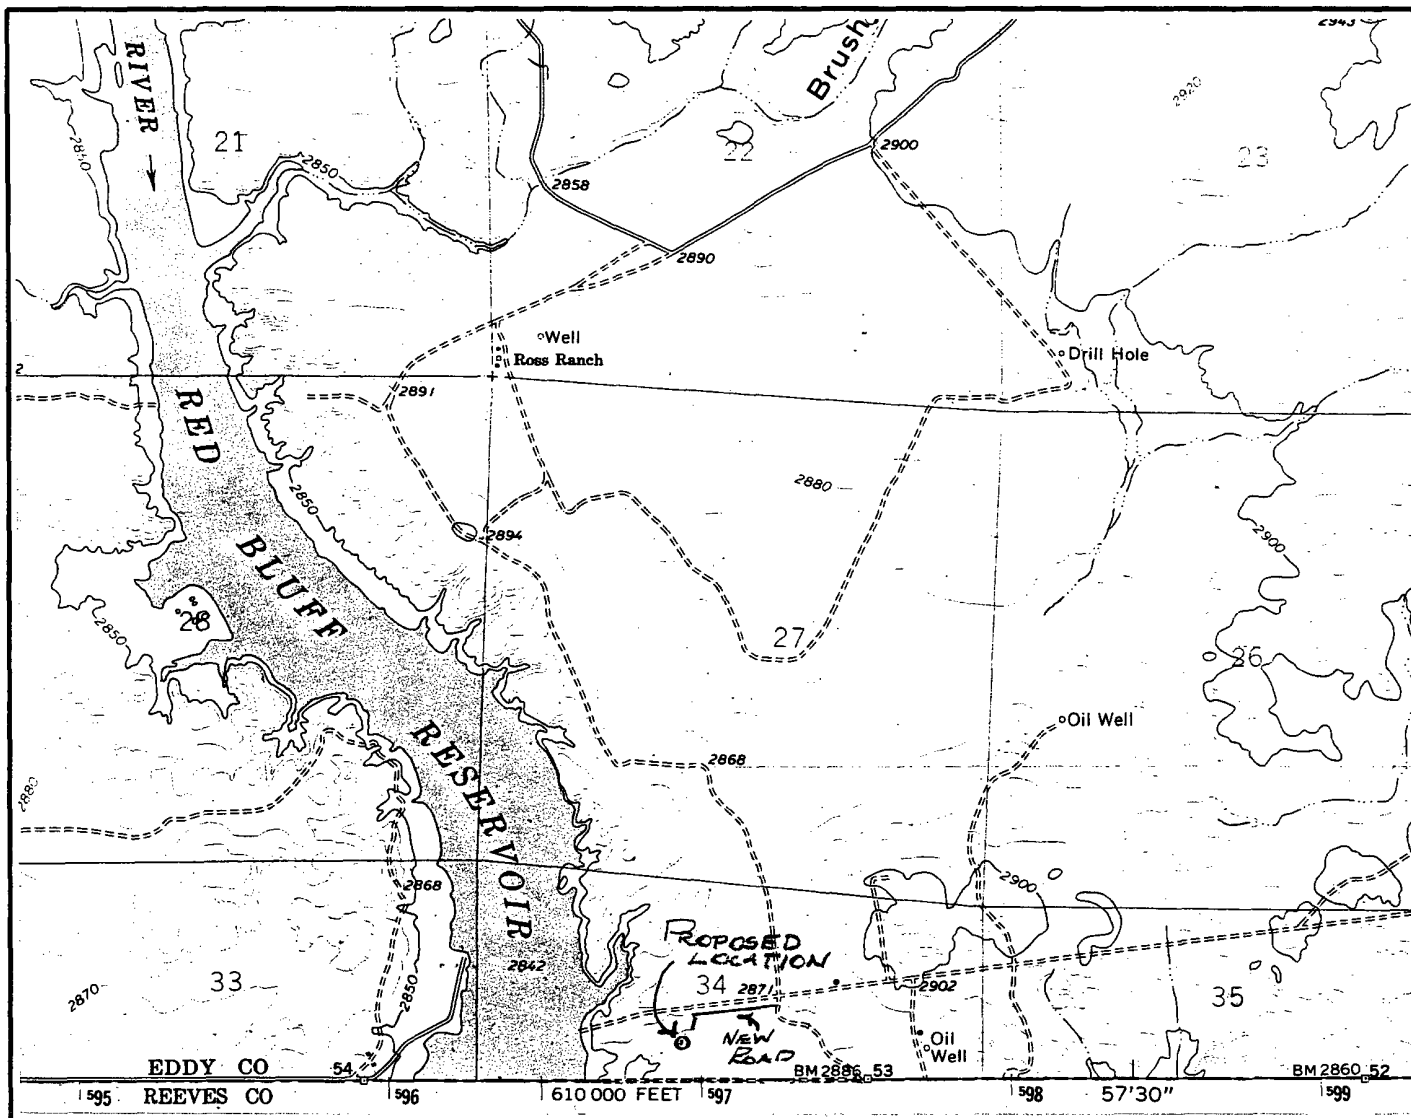 2943
Brush
RIVER
2920
21
2840
2850
22
2900
23
2858
2890
Well
Ross Ranch
Drill Hole
2
2891
RED
2850
2880
2894
2900
BLUFF
28
2850
27
26
Oil Well
RESERVOIR
2868
2880
2868
2900
PROPOSED
LOCATION
2842
33
2870
2850
34
2871
2902
35
NEW
ROAD
Oil
Well
EDDY CO
54
BM 2886
53
BM 2860
52
595
REEVES CO
596
610 000 FEET
597
598
57'30"
599